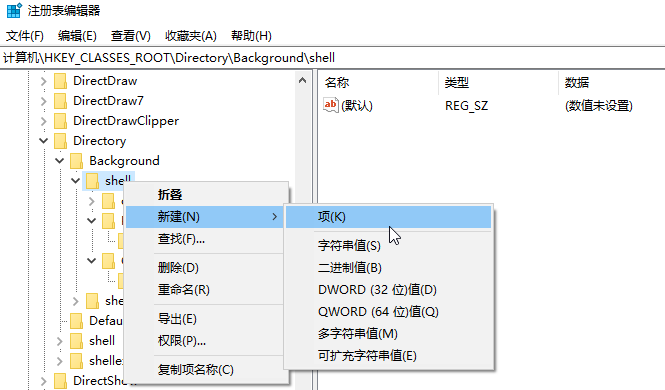 注册表编辑器
文件(F) 编辑(E) 查看(V) 收藏夹(A) 帮助(H)
计算机\HKEY_CLASSES_ROOT\Directory\Background\shell
名称 类型 数据
ab (默认) REG_SZ (数值未设置)
DirectDraw
DirectDraw7
DirectDrawClipper
Directory
Background
shell
Defau
shell
shelle
DirectSho
折叠
新建(N)
查找(F)...
删除(D)
重命名(R)
导出(E)
权限(P)...
复制项名称(C)
项(K)
字符串值(S)
二进制值(B)
DWORD (32 位)值(D)
QWORD (64 位)值(Q)
多字符串值(M)
可扩充字符串值(E)